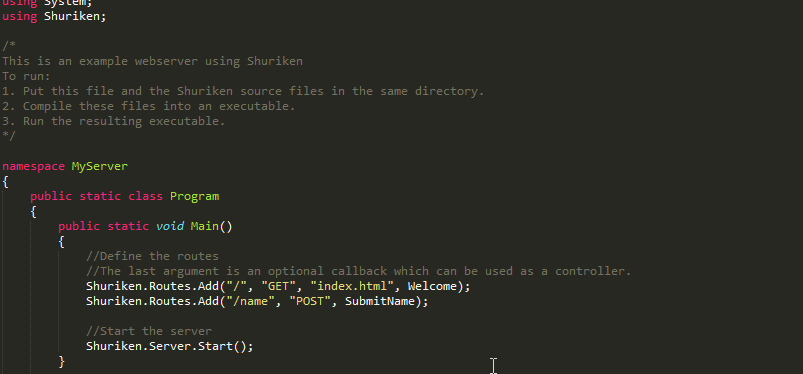 using System;
using Shuriken;
/*
This is an example webserver using Shuriken
To run:
1. Put this file and the Shuriken source files in the same directory.
2. Compile these files into an executable.
3. Run the resulting executable.
*/
namespace MyServer
{
    public static class Program
    {
        public static void Main()
        {
            //Define the routes
            //The last argument is an optional callback which can be used as a controller.
            Shuriken.Routes.Add("/", "GET", "index.html", Welcome);
            Shuriken.Routes.Add("/name", "POST", SubmitName);
            //Start the server
            Shuriken.Server.Start();
        }